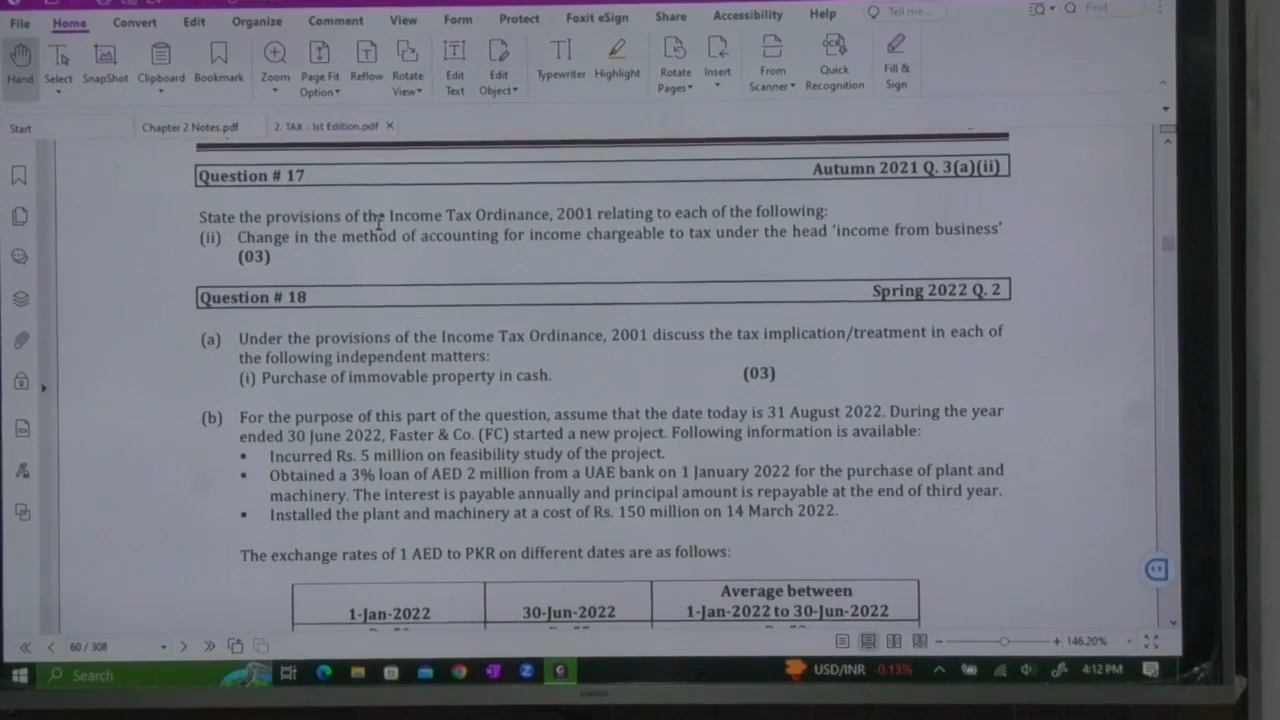 File Home Convert Edit Organize Comment View Form Protect Foxit eSign Share Accessibility Help Tell me... Find
Hand Select SnapShot Clipboard Bookmark Zoom Page Fit Option Reflow Rotate View Edit Text Edit Object Typewriter Highlight Rotate Pages Insert From Scanner Quick Recognition Fill & Sign
OCR
Start Chapter 2 Notes.pdf 2. TAX - 1st Edition.pdf
Question # 17 Autumn 2021 Q. 3(a)(ii)
State the provisions of the Income Tax Ordinance, 2001 relating to each of the following:
(ii) Change in the method of accounting for income chargeable to tax under the head 'income from business'
(03)
Question # 18 Spring 2022 Q. 2
(a) Under the provisions of the Income Tax Ordinance, 2001 discuss the tax implication/treatment in each of
the following independent matters:
(i) Purchase of immovable property in cash. (03)
(b) For the purpose of this part of the question, assume that the date today is 31 August 2022. During the year
ended 30 June 2022, Faster & Co. (FC) started a new project. Following information is available:
▪ Incurred Rs. 5 million on feasibility study of the project.
▪ Obtained a 3% loan of AED 2 million from a UAE bank on 1 January 2022 for the purchase of plant and
machinery. The interest is payable annually and principal amount is repayable at the end of third year.
▪ Installed the plant and machinery at a cost of Rs. 150 million on 14 March 2022.
The exchange rates of 1 AED to PKR on different dates are as follows:
Average between
1-Jan-2022 30-Jun-2022 1-Jan-2022 to 30-Jun-2022
60 / 308 146.20%
Search USD/INR -0.13% 4:12 PM